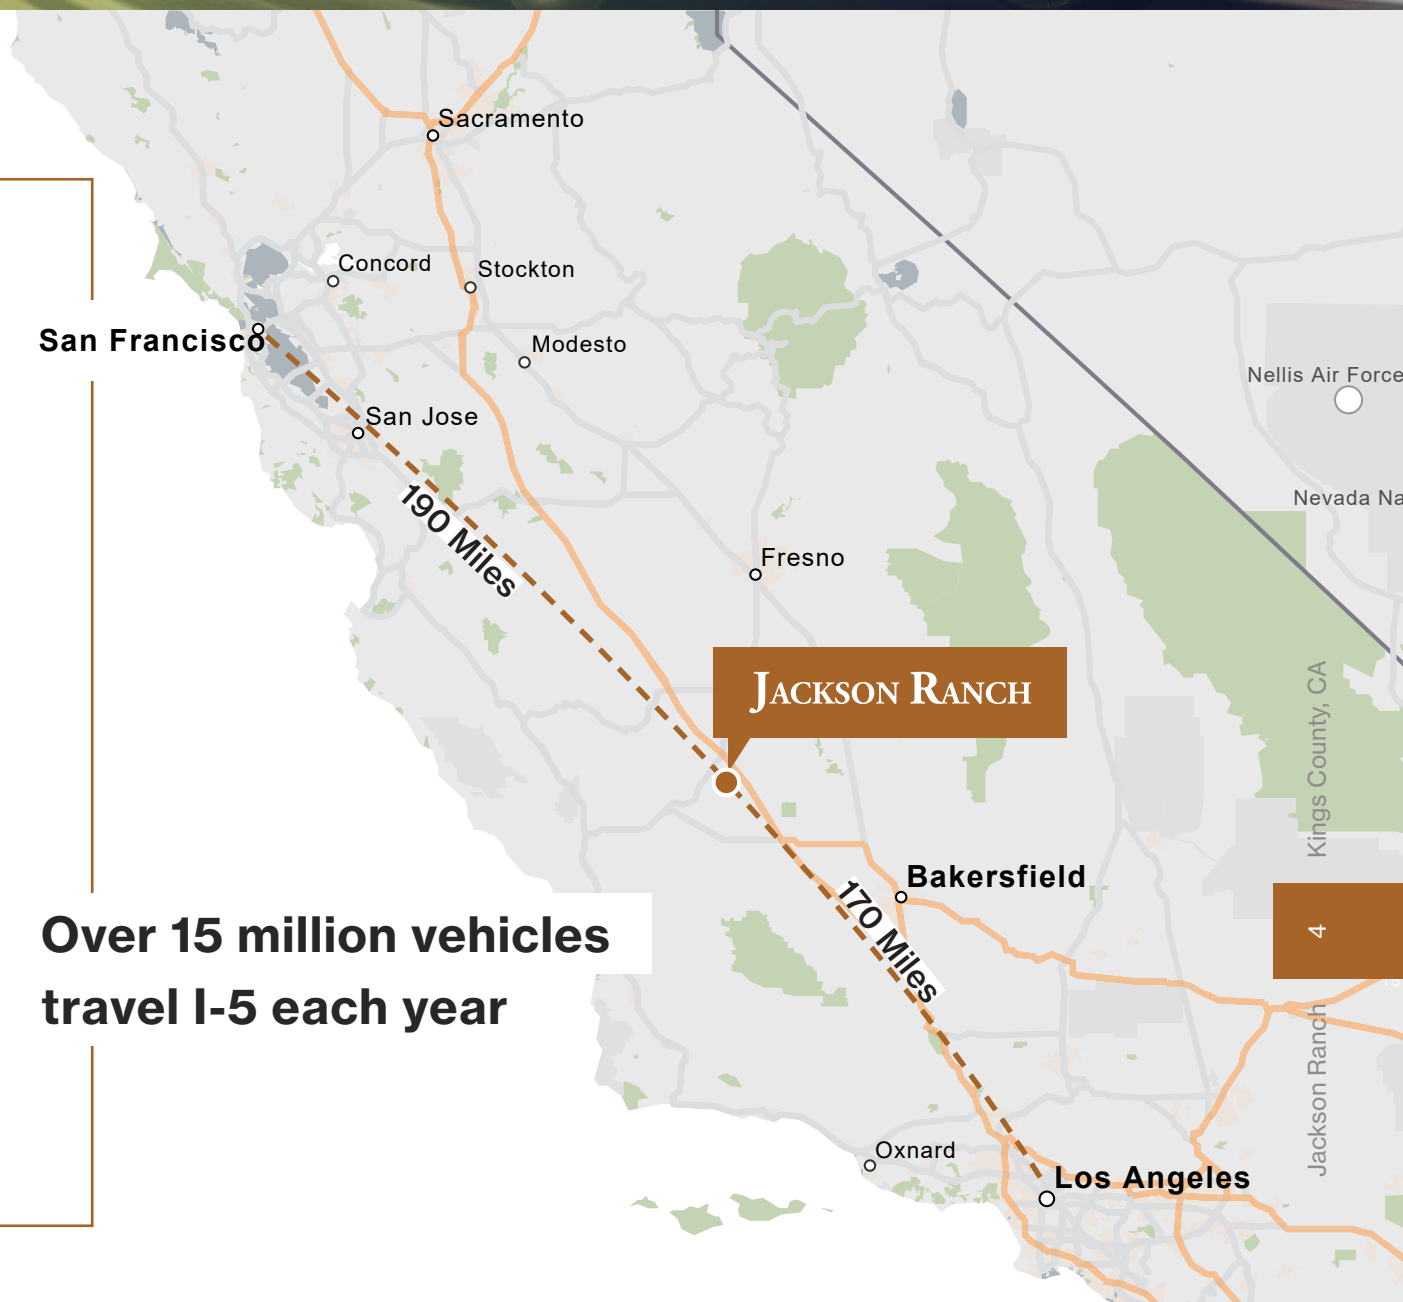 Sacramento
Concord
Stockton
San Francisco
Modesto
Nellis Air Force
San Jose
190 Miles
Nevada Na
Fresno
JACKSON RANCH
Kings County, CA
Bakersfield
170 Miles
Over 15 million vehicles
travel I-5 each year
4
15
Jackson Ranch
Oxnard
Los Angeles